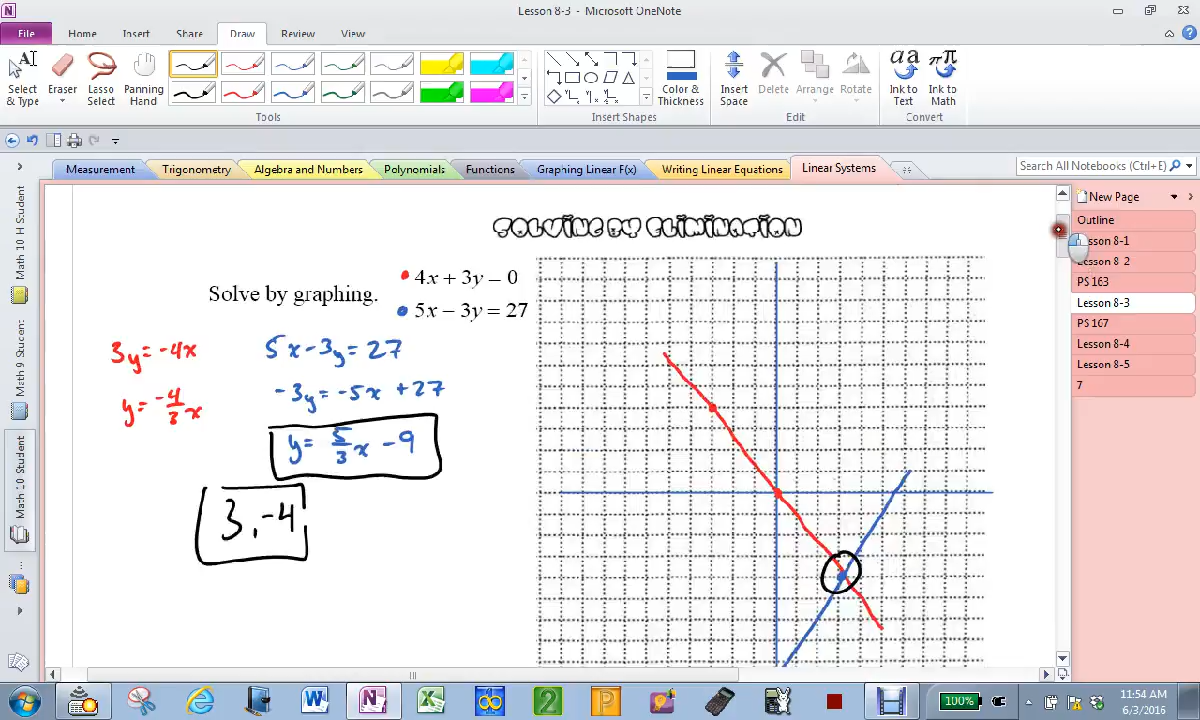 Lesson 8-3 - Microsoft OneNote
File Home Insert Share Draw Review View
Select & Type
Eraser
Lasso Select
Panning Hand
Color & Thickness
Insert Space
Delete
Arrange
Rotate
Ink to Text
Ink to Math
Tools
Insert Shapes
Edit
Convert
Measurement Trigonometry Algebra and Numbers Polynomials Functions Graphing Linear F(x) Writing Linear Equations Linear Systems
Search All Notebooks (Ctrl+E)
New Page
Outline
Lesson 8-1
Lesson 8-2
PS 163
Lesson 8-3
PS 167
Lesson 8-4
Lesson 8-5
7
Math 10 H Student
Math 9 Student
Math 10 Student
SOLVING BY ELIMINATION
Solve by graphing.
4x + 3y = 0
5x − 3y = 27
3y = -4x
y = -4/3 x
5x - 3y = 27
-3y = -5x + 27
y = 5/3 x - 9
3, -4
100%
11:54 AM
6/3/2016